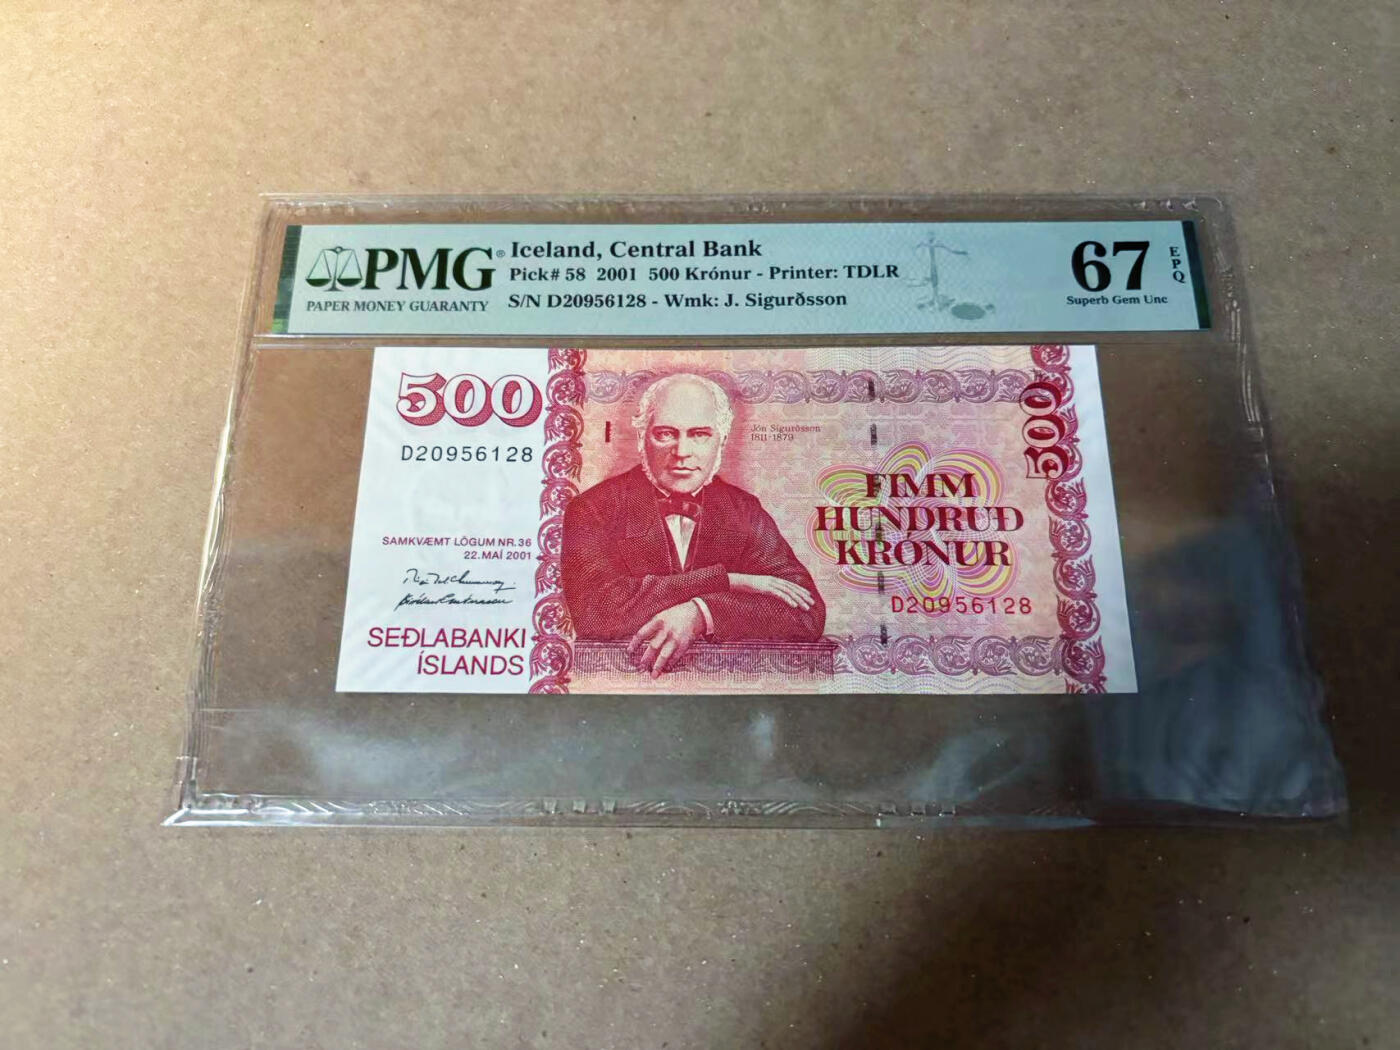 PMG®
PAPER MONEY GUARANTY
Iceland, Central Bank
Pick# 58 2001 500 Krónur - Printer: TDLR
S/N D20956128 - Wmk: J. Sigurðsson
67
EPQ
Superb Gem Unc
500
D20956128
SAMKVÆMT LÖGUM NR. 36
22. MAÍ 2001
SEÐLABANKI
ÍSLANDS
Jón Sigurðsson
1811-1879
500
FIMM
HUNDRUÐ
KRÓNUR
D20956128